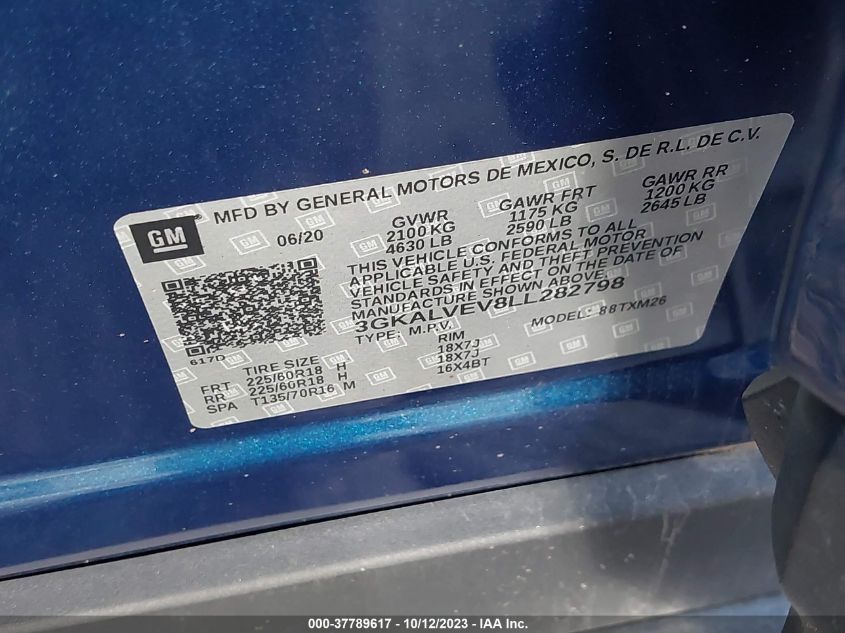 GM MFD BY GENERAL MOTORS DE MEXICO, S. DE R.L. DE C.V.
06/20 GVWR GAWR FRT GAWR RR
2100 KG 1175 KG 1200 KG
4630 LB 2590 LB 2645 LB
THIS VEHICLE CONFORMS TO ALL
APPLICABLE U.S. FEDERAL MOTOR
VEHICLE SAFETY AND THEFT PREVENTION
STANDARDS IN EFFECT ON THE DATE OF
MANUFACTURE SHOWN ABOVE.
3GKALVEV8LL282798
TYPE: M.P.V. MODEL: 88TXM26
617D
TIRE SIZE RIM
FRT 225/60R18 H 18X7J
RR 225/60R18 H 18X7J
SPA T135/70R16 M 16X4BT
000-37789617 - 10/12/2023 - IAA Inc.